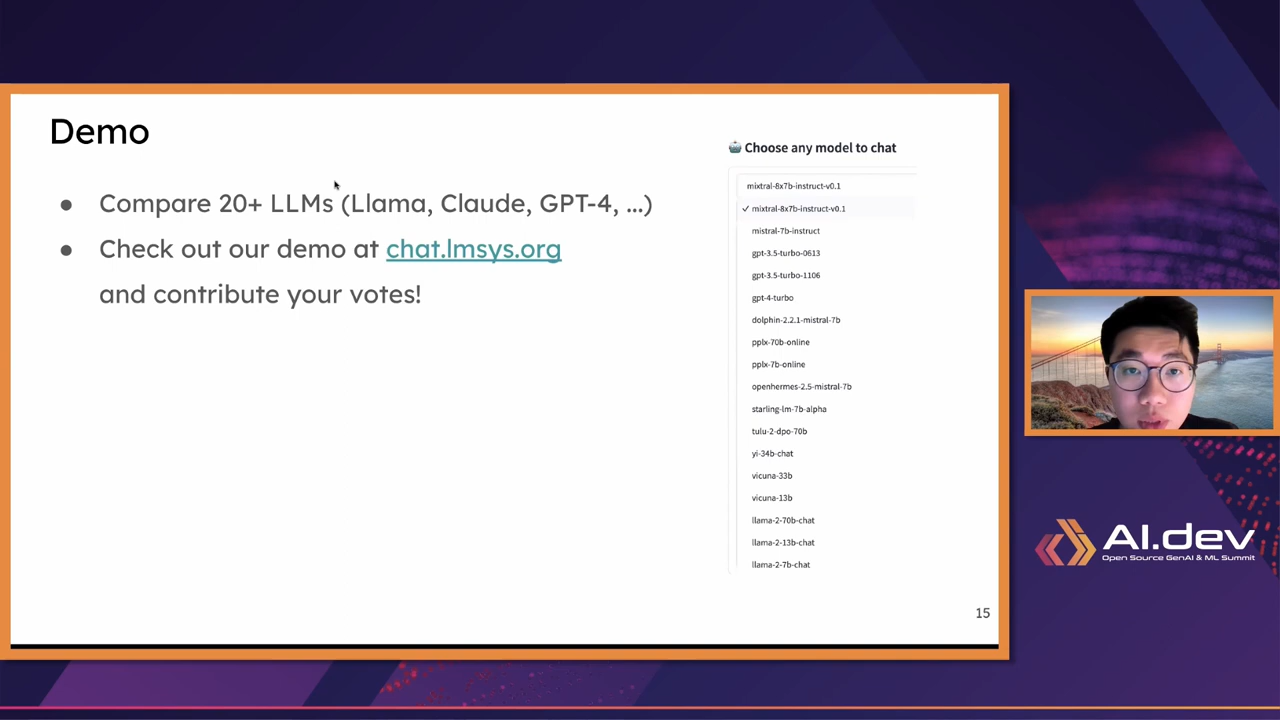 Demo
● Compare 20+ LLMs (Llama, Claude, GPT-4, ...)
● Check out our demo at chat.lmsys.org
and contribute your votes!
Choose any model to chat
mixtral-8x7b-instruct-v0.1
✓ mixtral-8x7b-instruct-v0.1
mistral-7b-instruct
gpt-3.5-turbo-0613
gpt-3.5-turbo-1106
gpt-4-turbo
dolphin-2.2.1-mistral-7b
pplx-70b-online
pplx-7b-online
openhermes-2.5-mistral-7b
starling-lm-7b-alpha
tulu-2-dpo-70b
yi-34b-chat
vicuna-33b
vicuna-13b
llama-2-70b-chat
llama-2-13b-chat
llama-2-7b-chat
15
AI.dev
Open Source GenAI & ML Summit